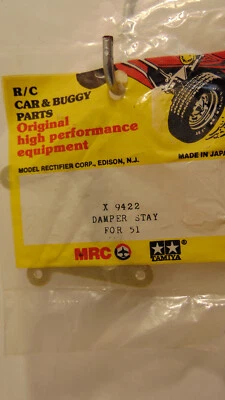 R/C
CAR & BUGGY
PARTS
Original
high performance
equipment
MODEL RECTIFIER CORP., EDISON, N.J.
MADE IN JAPA
X 9422
DAMPER STAY
FOR 51
MRC
TAMIYA